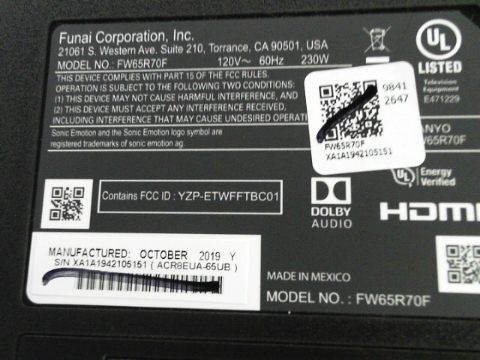 Funai Corporation, Inc.
21061 S. Western Ave. Suite 210, Torrance, CA 90501, USA
MODEL NO.: FW65R70F 120V~ 60Hz 230W
THIS DEVICE COMPLIES WITH PART 15 OF THE FCC RULES.
OPERATION IS SUBJECT TO THE FOLLOWING TWO CONDITIONS:
(1) THIS DEVICE MAY NOT CAUSE HARMFUL INTERFERENCE, AND
(2) THIS DEVICE MUST ACCEPT ANY INTERFERENCE RECEIVED,
INCLUDING INTERFERENCE THAT MAY CAUSE UNDESIRED OPERAT
Sonic Emotion and the Sonic Emotion logo symbol are
registered trademarks of sonic emotion ag.
UL
LISTED
Television
Equipment
E471229
9841
2647
FW65R70F
XA1A1942105151
ANYO
W65R70F
UL Energy
Verified
Contains FCC ID : YZP-ETWFFTBC01
DOLBY
AUDIO
HDMI
MANUFACTURED: OCTOBER 2019 Y
S/N XA1A1942105151 ( ACR8EUA-65UB )
MADE IN MEXICO
MODEL NO. : FW65R70F